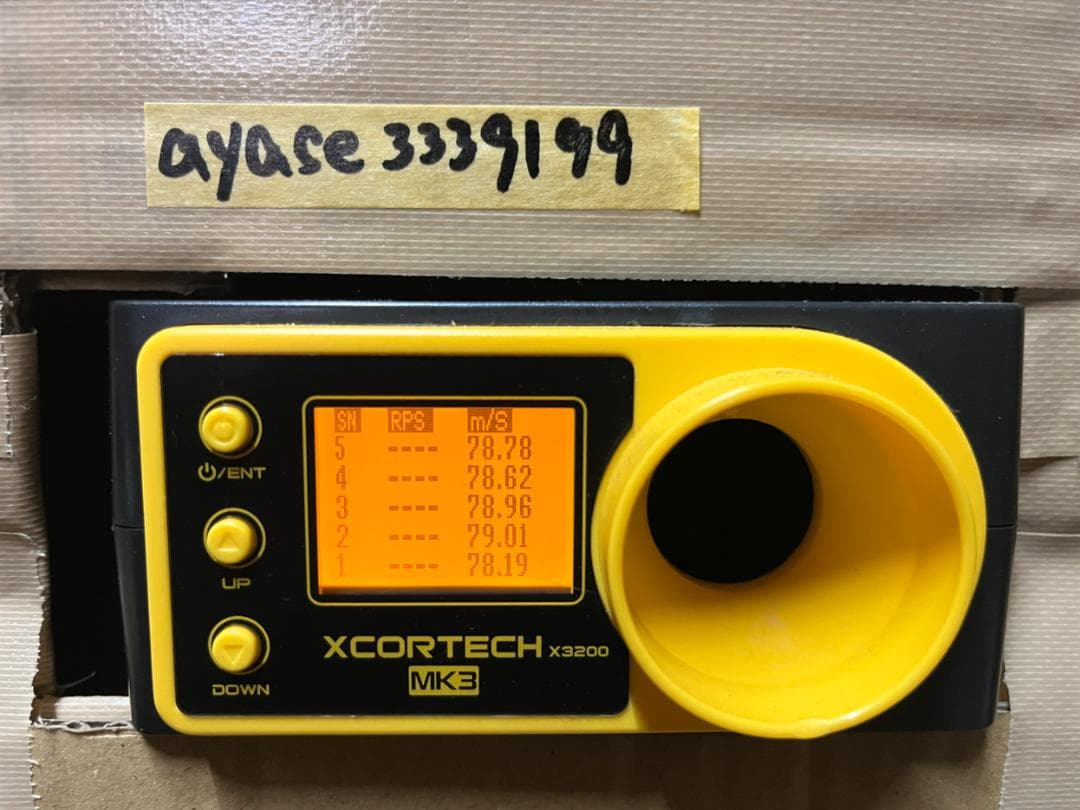 ayase 3339199
SN RPS m/S
5 ---- 78.78
4 ---- 78.62
3 ---- 78.96
2 ---- 79.01
1 ---- 78.19
⏻/ENT
UP
DOWN
XCORTECH X3200
MK3